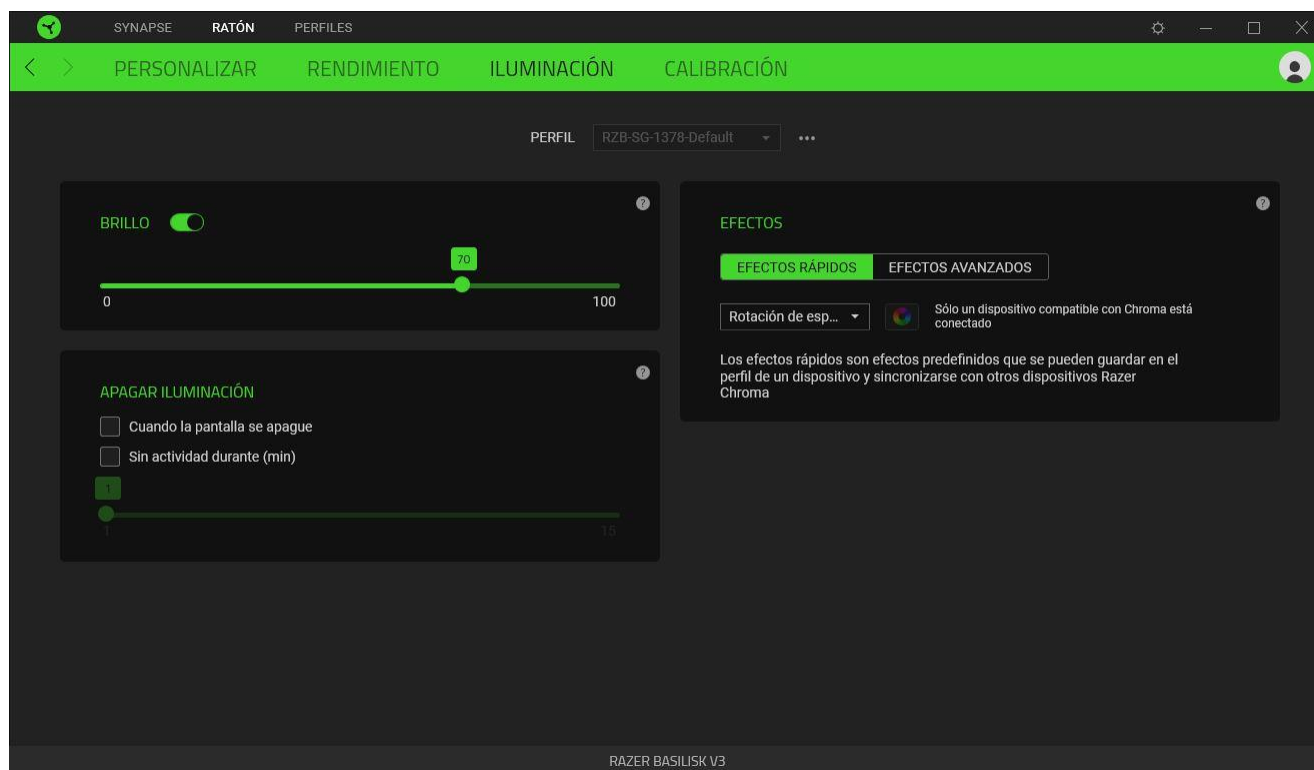 SYNAPSE RATÓN PERFILES
PERSONALIZAR RENDIMIENTO ILUMINACIÓN CALIBRACIÓN
PERFIL RZB-SG-1378-Default
BRILLO
70
0 100
APAGAR ILUMINACIÓN
Cuando la pantalla se apague
Sin actividad durante (min)
1
1 15
EFECTOS
EFECTOS RÁPIDOS EFECTOS AVANZADOS
Rotación de esp...
Sólo un dispositivo compatible con Chroma está
conectado
Los efectos rápidos son efectos predefinidos que se pueden guardar en el
perfil de un dispositivo y sincronizarse con otros dispositivos Razer
Chroma
RAZER BASILISK V3